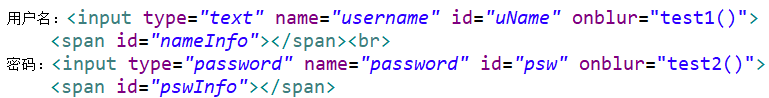 用户名：<input type="text" name="username" id="uName" onblur="test1()">
<span id="nameInfo"></span><br>
密码：<input type="password" name="password" id="psw" onblur="test2()">
<span id="pswInfo"></span>